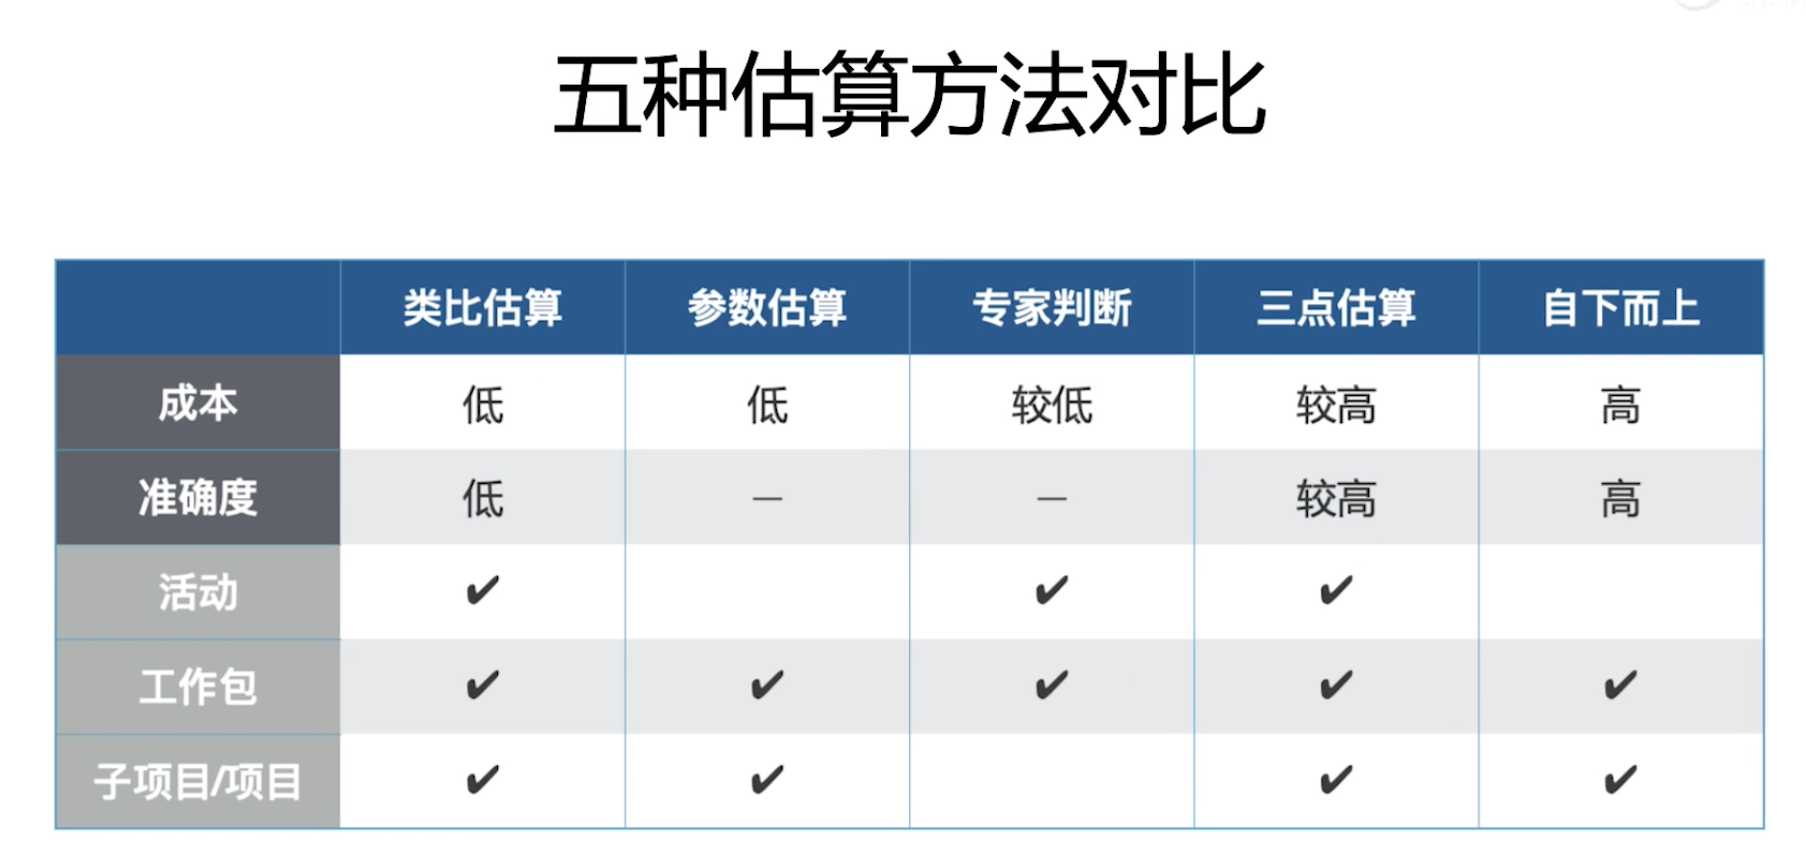 五种估算方法对比
类比估算 参数估算 专家判断 三点估算 自下而上
成本 低 低 较低 较高 高
准确度 低 — — 较高 高
活动 ✔ ✔ ✔
工作包 ✔ ✔ ✔ ✔ ✔
子项目/项目 ✔ ✔ ✔ ✔